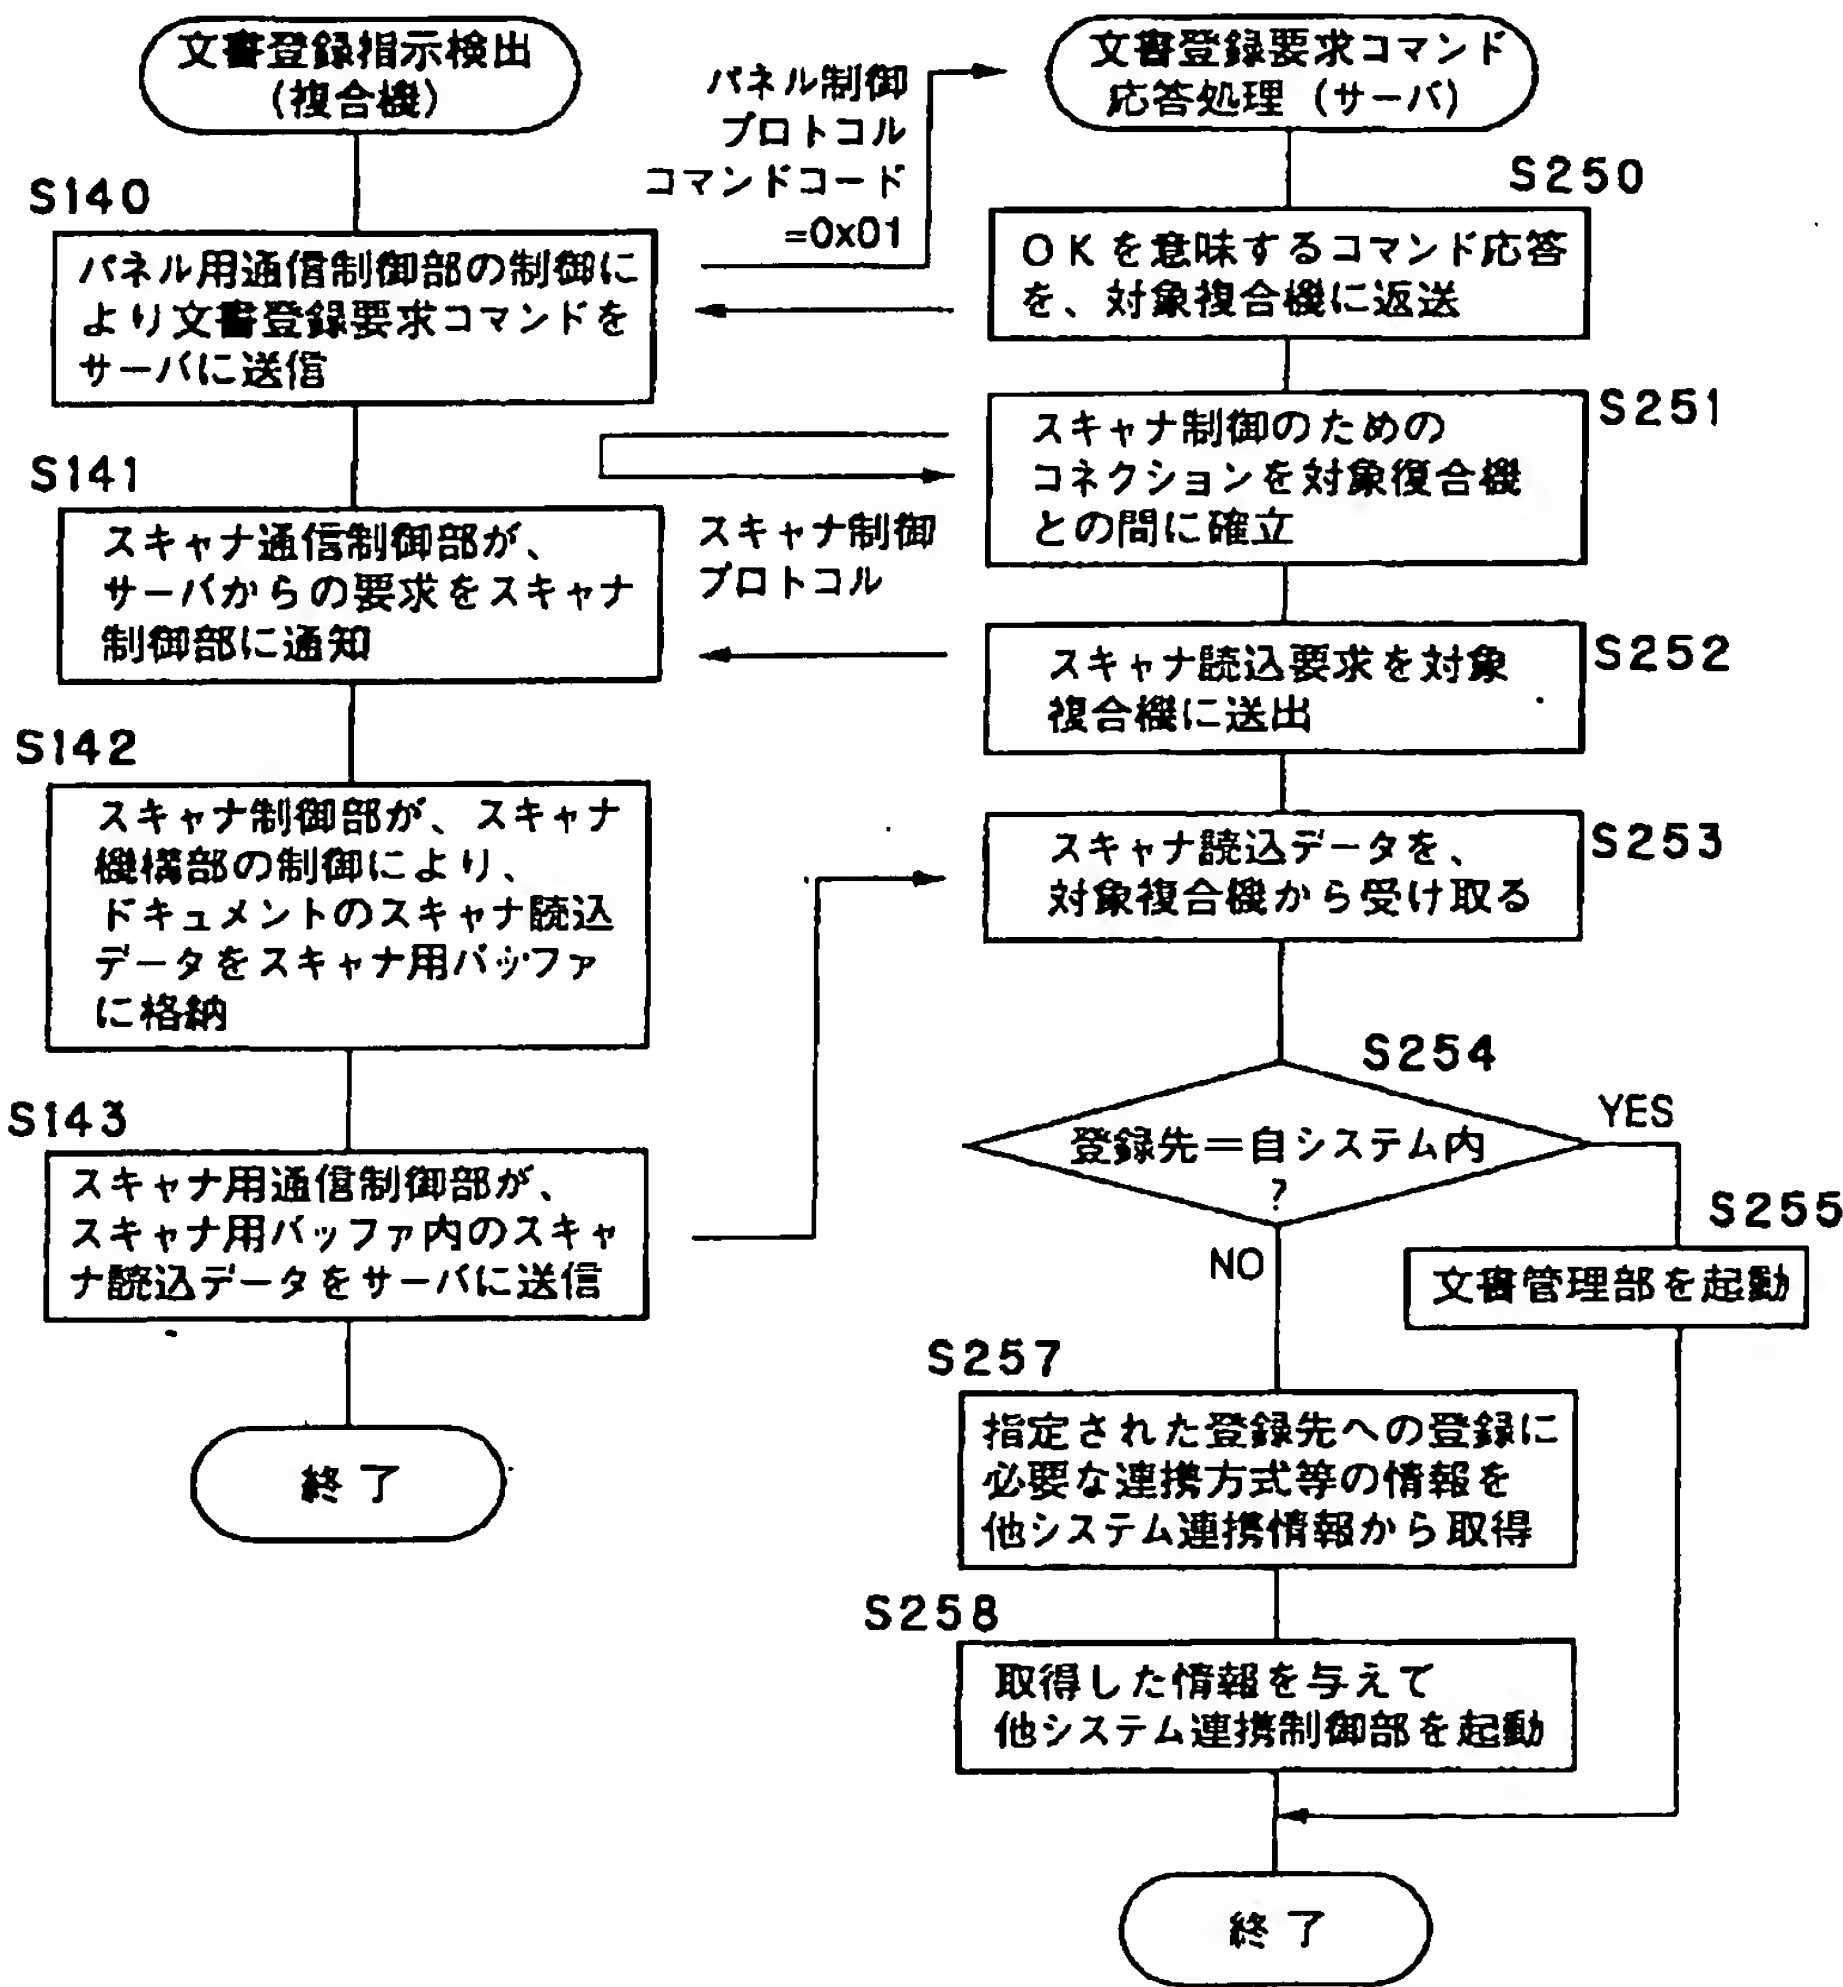 文書登録指示検出
(複合機)
S140
パネル用通信制御部の制御に
より文書登録要求コマンドを
サーバに送信
S141
スキャナ通信制御部が、
サーバからの要求をスキャナ
制御部に通知
S142
スキャナ制御部が、スキャナ
機構部の制御により、
ドキュメントのスキャナ読込
データをスキャナ用バッファ
に格納
S143
スキャナ用通信制御部が、
スキャナ用バッファ内のスキャ
ナ読込データをサーバに送信
終了
パネル制御
プロトコル
コマンドコード
=0x01
スキャナ制御
プロトコル
文書登録要求コマンド
応答処理(サーバ)
S250
OKを意味するコマンド応答
を、対象複合機に返送
S251
スキャナ制御のための
コネクションを対象復合機
との間に確立
S252
スキャナ読込要求を対象
複合機に送出
S253
スキャナ読込データを、
対象複合機から受け取る
S254
登録先=自システム内
?
YES
NO
S255
文書管理部を起動
S257
指定された登録先への登録に
必要な連携方式等の情報を
他システム連携情報から取得
S258
取得した情報を与えて
他システム連携制御部を起動
終了